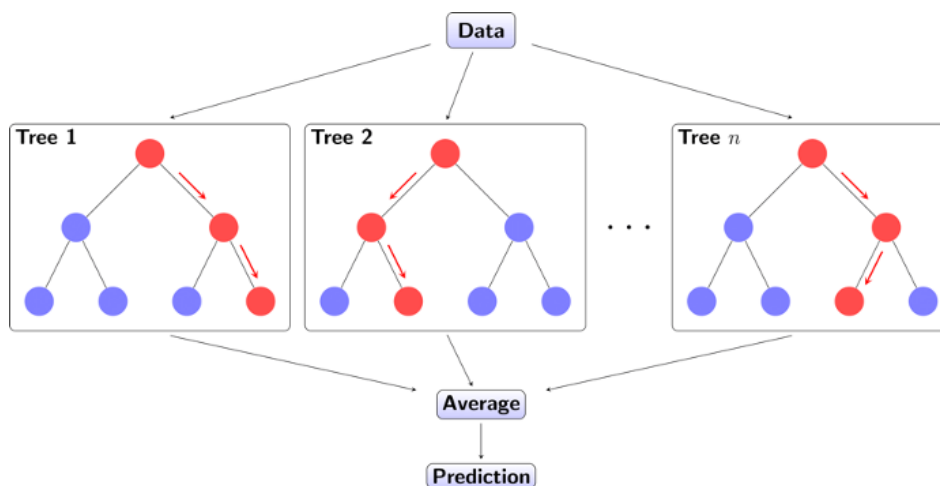 Data
Tree 1
Tree 2
Tree n
. . .
Average
Prediction